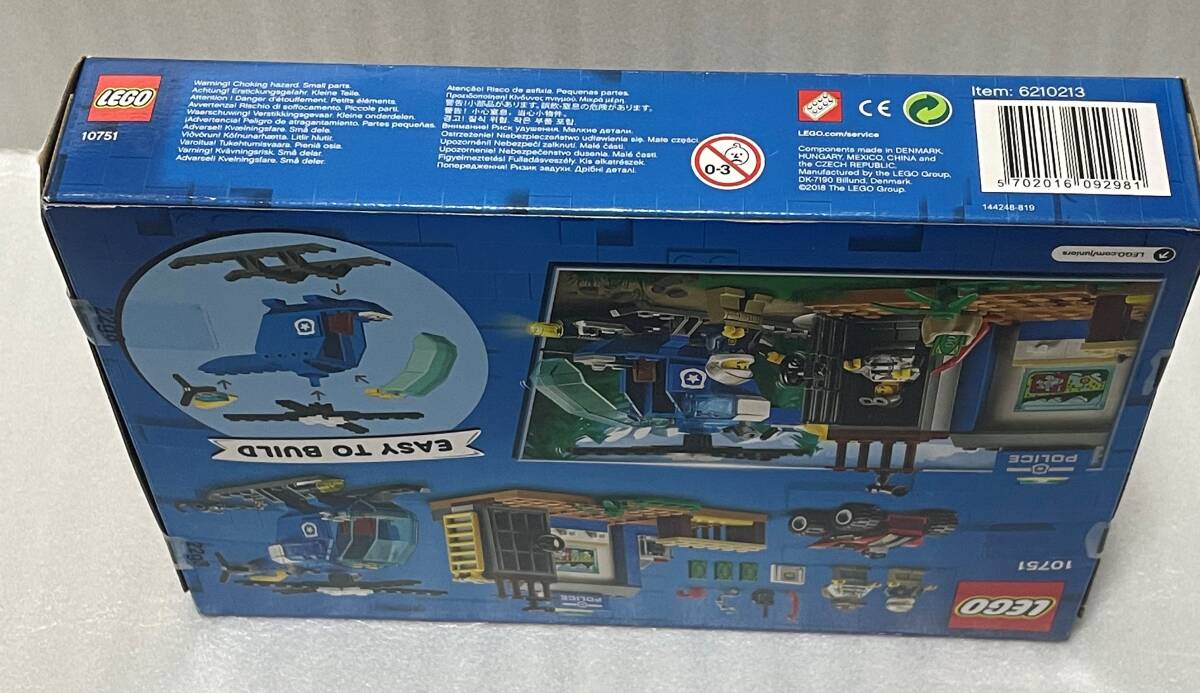 LEGO
10751
Warning! Choking hazard. Small parts.
Achtung! Erstickungsgefahr. Kleine Teile.
Attention ! Danger d'étouffement. Petits éléments.
Avvertenza! Rischio di soffocamento. Piccole parti.
Waarschuwing! Verstikkingsgevaar. Kleine onderdelen.
¡Advertencia! Peligro de atragantamiento. Partes pequeñas.
Advarsel! Kvælningsfare. Små dele.
Viðvörun! Köfnunarhætta. Litlir hlutir.
Varoitus! Tukehtumisvaara. Pieniä osia.
Varning! Kvävningsrisk. Små delar.
Advarsel! Kvelningsfare. Små deler.
Atenção! Risco de asfixia. Pequenas partes.
Προειδοποίηση! Κίνδυνος πνιγμού. Μικρά μέρη.
警告!小部品があります。誤飲・窒息の危険があります。
警告! 小心窒息,当心小物件。
경고! 질식 위험. 작은 부품 포함.
Внимание! Риск удушения. Мелкие детали.
Ostrzeżenie! Niebezpieczeństwo udławienia się. Małe części
Upozornění! Nebezpečí zalknutí. Malé části.
Upozornenie! Nebezpečenstvo dusenia. Malé časti.
Figyelmeztetés! Fulladásveszély. Kis alkatrészek.
Попередження! Ризик задухи. Дрібні деталі.
0-3
CE
LEGO.com/service
Components made in DENMARK,
HUNGARY, MEXICO, CHINA and
the CZECH REPUBLIC.
Manufactured by the LEGO Group,
DK-7190 Billund, Denmark.
©2018 The LEGO Group.
Item: 6210213
5 702016 092981
144248-819
LEGO.com/juniors
EASY TO BUILD
POLICE
POLICE
10751
LEGO